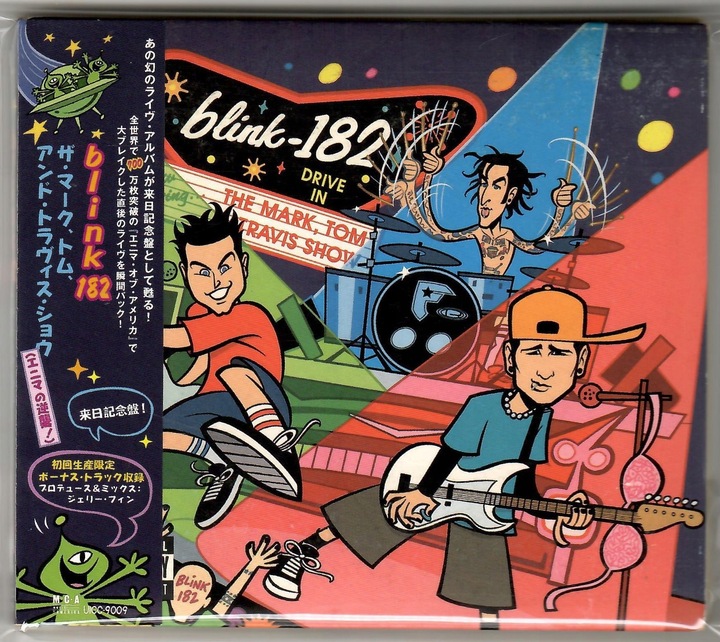 あの幻のライヴ・アルバムが来日記念盤として甦る!
全世界で700万枚突破の『エニマ・オブ・アメリカ』で
大ブレイクした直後のライヴを瞬間パック!
blink 182
ザ・マーク、トム、
アンド・トラヴィス・ショウ
(エニマの逆襲!)
来日記念盤!
初回生産限定
ボーナス・トラック収録
プロデュース&ミックス:
ジェリー・フィン
M・C・A
UICC-9009
blink-182
DRIVE
IN
THE MARK, TOM
TRAVIS SHOW
BLINK
182